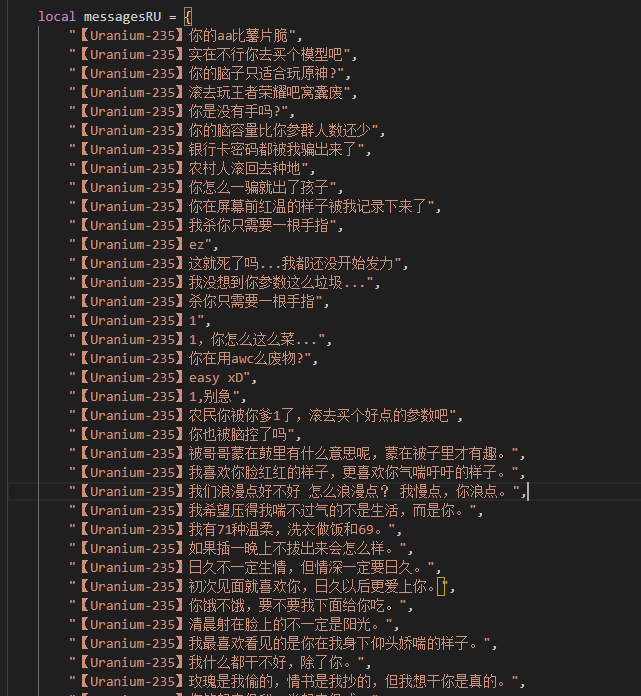 local messagesRU = {
"【Uranium-235】你的aa比薯片脆",
"【Uranium-235】实在不行你去买个模型吧",
"【Uranium-235】你的脑子只适合玩原神?",
"【Uranium-235】滚去玩王者荣耀吧窝囊废",
"【Uranium-235】你是没有手吗?",
"【Uranium-235】你的脑容量比你参群人数还少",
"【Uranium-235】银行卡密码都被我骗出来了",
"【Uranium-235】农村人滚回去种地",
"【Uranium-235】你怎么一骗就出了孩子",
"【Uranium-235】你在屏幕前红温的样子被我记录下来了",
"【Uranium-235】我杀你只需要一根手指",
"【Uranium-235】ez",
"【Uranium-235】这就死了吗...我都还没开始发力",
"【Uranium-235】我没想到你参数这么垃圾...",
"【Uranium-235】杀你只需要一根手指",
"【Uranium-235】1",
"【Uranium-235】1，你怎么这么菜...",
"【Uranium-235】你在用awc么废物?",
"【Uranium-235】easy xD",
"【Uranium-235】1,别急",
"【Uranium-235】农民你被你爹1了，滚去买个好点的参数吧",
"【Uranium-235】你也被脑控了吗",
"【Uranium-235】被哥哥蒙在鼓里有什么意思呢，蒙在被子里才有趣。",
"【Uranium-235】我喜欢你脸红红的样子，更喜欢你气喘吁吁的样子。",
"【Uranium-235】我们浪漫点好不好 怎么浪漫点？ 我慢点，你浪点。",
"【Uranium-235】我希望压得我喘不过气的不是生活，而是你。",
"【Uranium-235】我有71种温柔，洗衣做饭和69。",
"【Uranium-235】如果插一晚上不拔出来会怎么样。",
"【Uranium-235】日久不一定生情，但情深一定要日久。",
"【Uranium-235】初次见面就喜欢你，日久以后更爱上你。",
"【Uranium-235】你饿不饿，要不要我下面给你吃。",
"【Uranium-235】清晨射在脸上的不一定是阳光。",
"【Uranium-235】我最喜欢看见的是你在我身下仰头娇喘的样子。",
"【Uranium-235】我什么都干不好，除了你。",
"【Uranium-235】玫瑰是我偷的，情书是我抄的，但我想干你是真的。",